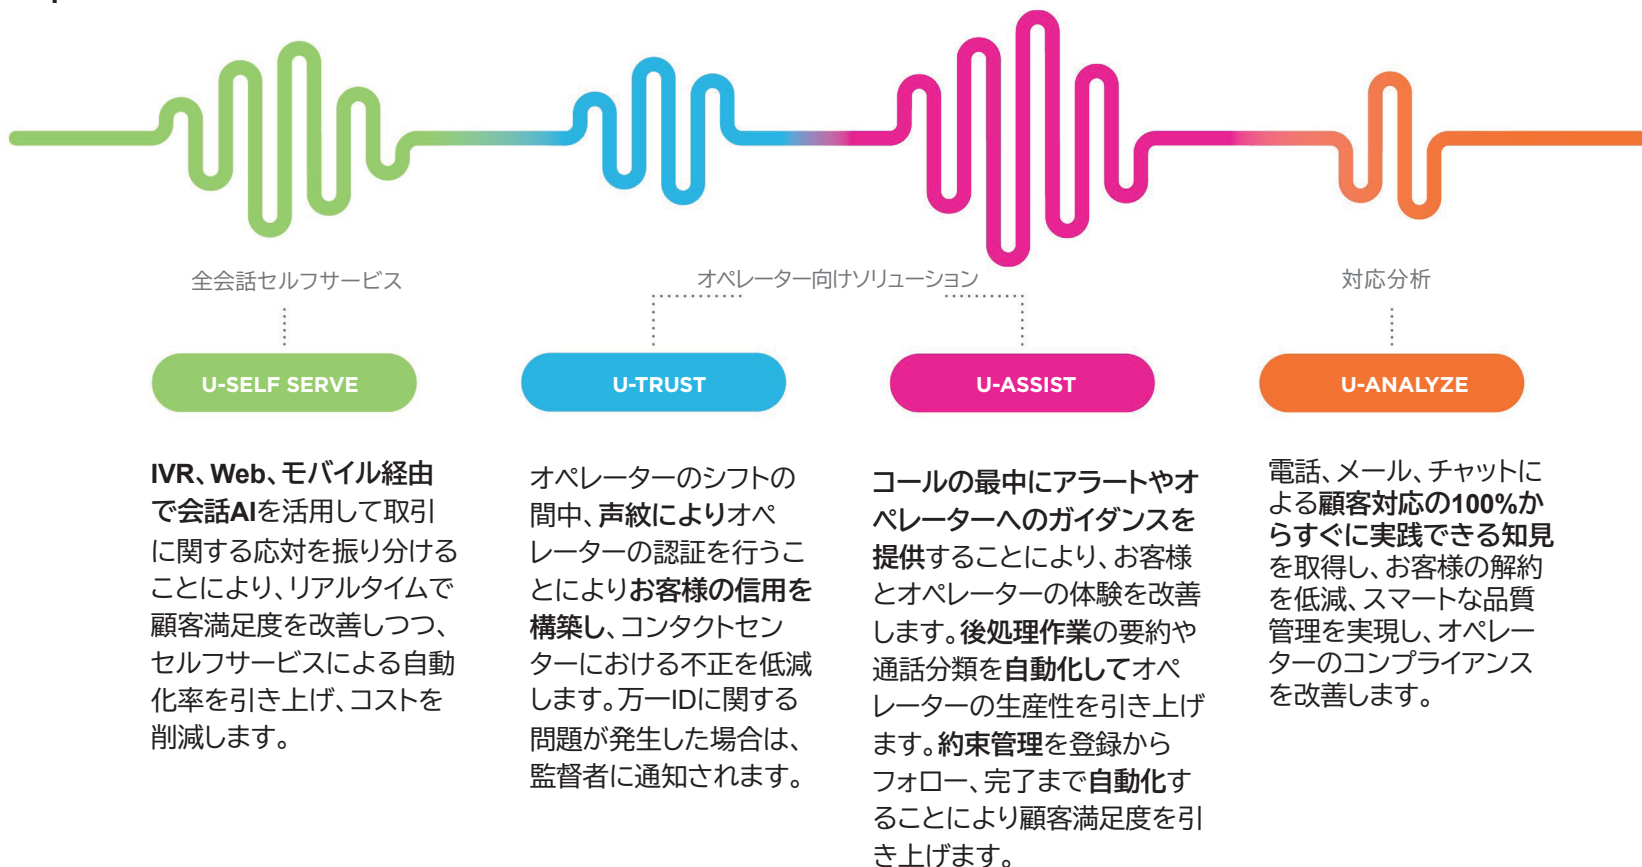 全会話セルフサービス
オペレーター向けソリューション
対応分析
U-SELF SERVE
U-TRUST
U-ASSIST
U-ANALYZE
IVR、Web、モバイル経由
で会話AIを活用して取引
に関する応対を振り分ける
ことにより、リアルタイムで
顧客満足度を改善しつつ、
セルフサービスによる自動
化率を引き上げ、コストを
削減します。
オペレーターのシフトの
間中、声紋によりオペ
レーターの認証を行うこ
とによりお客様の信用を
構築し、コンタクトセン
ターにおける不正を低減
します。万一IDに関する
問題が発生した場合は、
監督者に通知されます。
コールの最中にアラートやオ
ペレーターへのガイダンスを
提供することにより、お客様
とオペレーターの体験を改善
します。後処理作業の要約や
通話分類を自動化してオペ
レーターの生産性を引き上げ
ます。約束管理を登録から
フォロー、完了まで自動化す
ることにより顧客満足度を引
き上げます。
電話、メール、チャットに
よる顧客対応の100%か
らすぐに実践できる知見
を取得し、お客様の解約
を低減、スマートな品質
管理を実現し、オペレー
ターのコンプライアンス
を改善します。